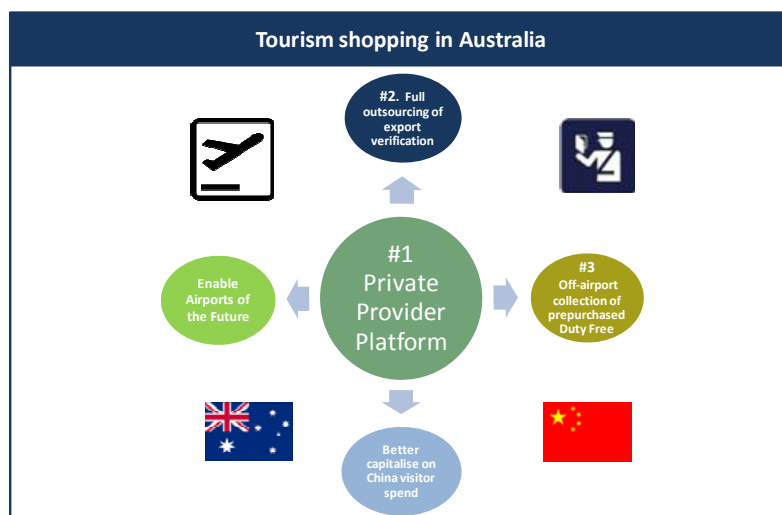 Tourism shopping in Australia
#2. Full
outsourcing of
export
verification
#1
Private
Provider
Platform
Enable
Airports of
the Future
#3
Off-airport
collection of
prepurchased
Duty Free
Better
capitalise on
China visitor
spend